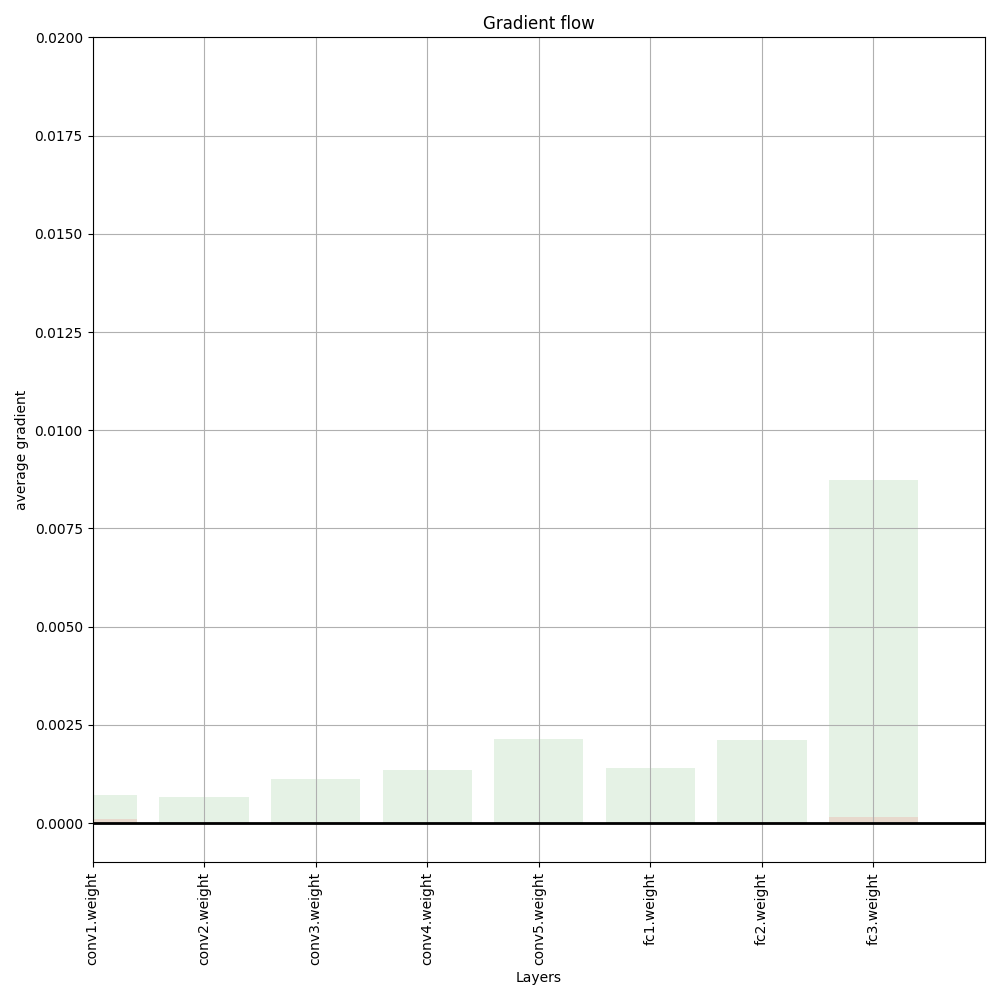 Gradient flow
0.0200
0.0175
0.0150
0.0125
0.0100
0.0075
0.0050
0.0025
0.0000
average gradient
conv1.weight
conv2.weight
conv3.weight
conv4.weight
conv5.weight
fc1.weight
fc2.weight
fc3.weight
Layers